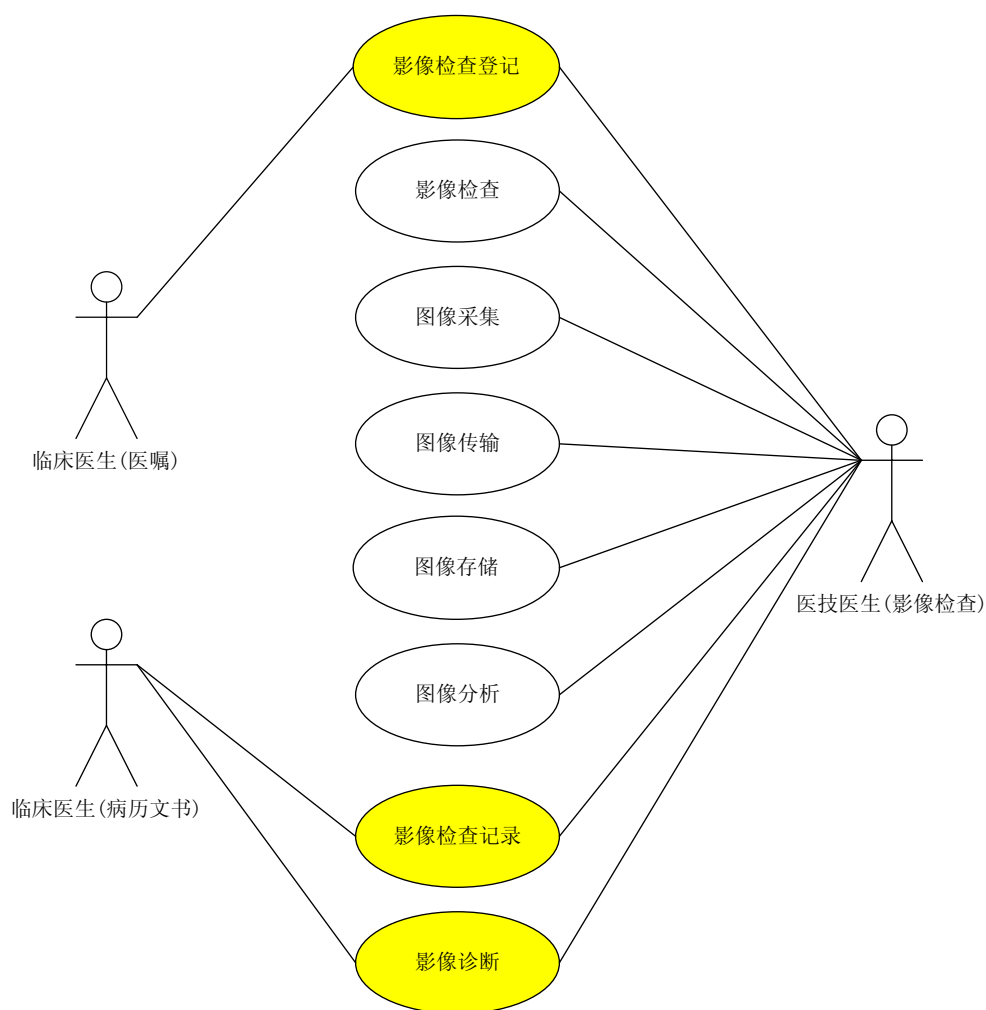 影像检查登记
影像检查
图像采集
图像传输
临床医生(医嘱)
图像存储
医技医生(影像检查)
图像分析
临床医生(病历文书)
影像检查记录
影像诊断